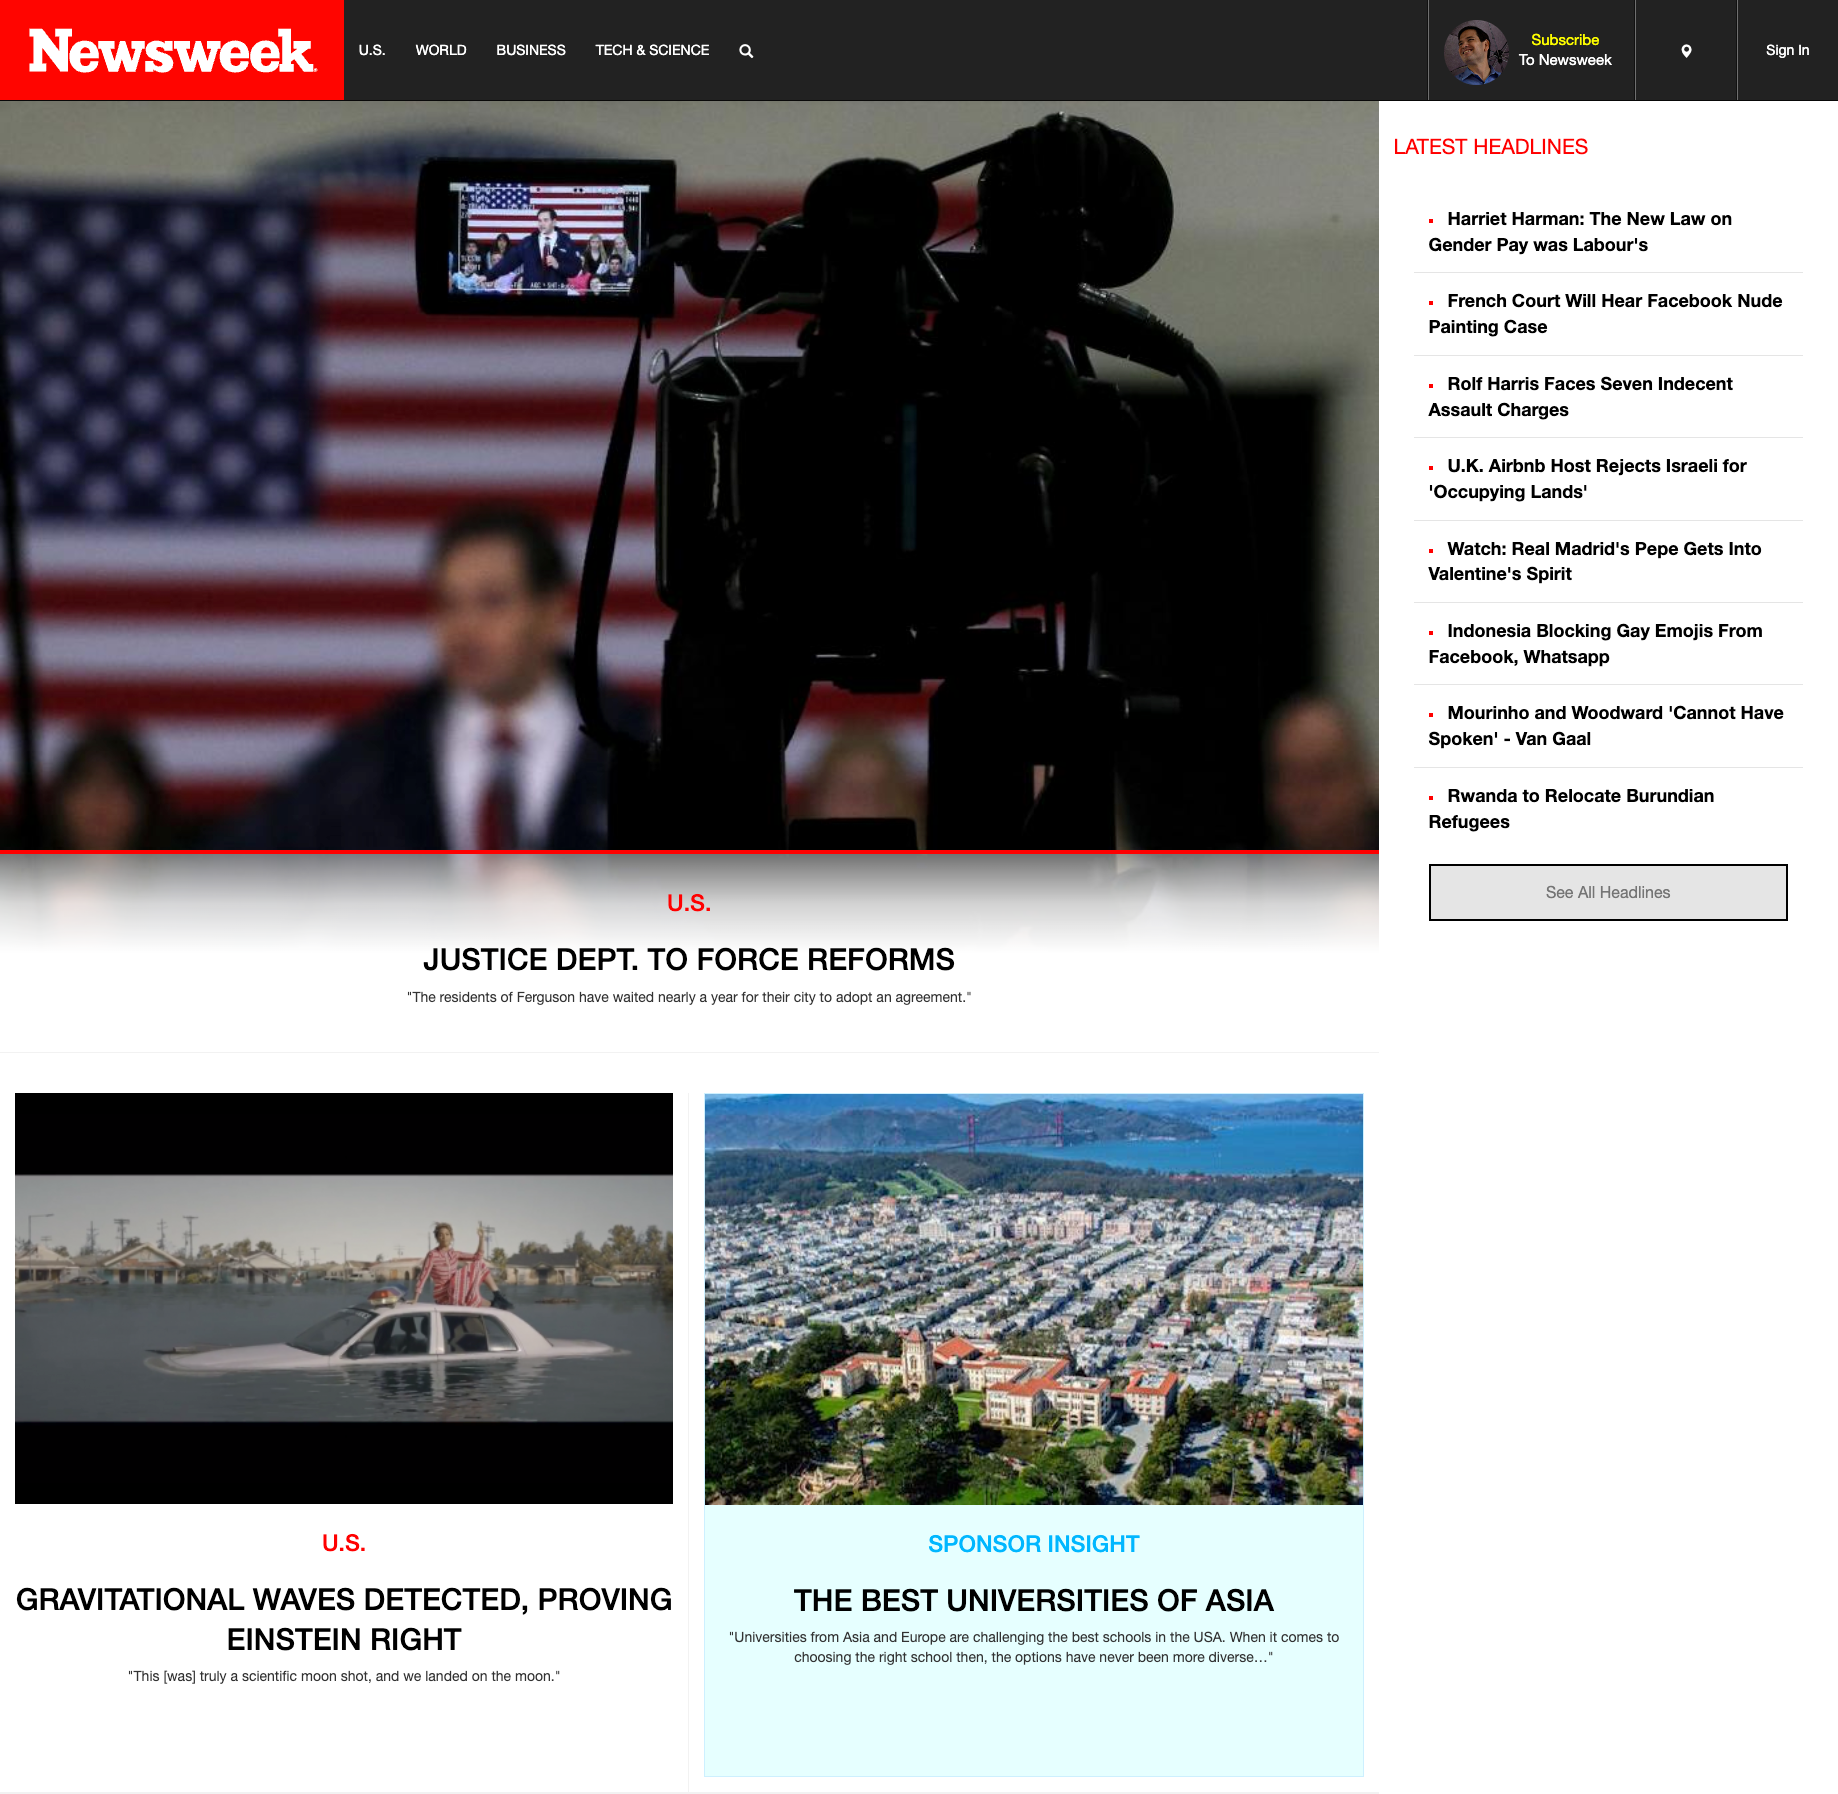 Newsweek
U.S.
WORLD
BUSINESS
TECH & SCIENCE
Subscribe
To Newsweek
Sign In
LATEST HEADLINES
Harriet Harman: The New Law on
Gender Pay was Labour's
French Court Will Hear Facebook Nude
Painting Case
Rolf Harris Faces Seven Indecent
Assault Charges
U.K. Airbnb Host Rejects Israeli for
'Occupying Lands'
Watch: Real Madrid's Pepe Gets Into
Valentine's Spirit
Indonesia Blocking Gay Emojis From
Facebook, Whatsapp
Mourinho and Woodward 'Cannot Have
Spoken' - Van Gaal
Rwanda to Relocate Burundian
Refugees
See All Headlines
U.S.
JUSTICE DEPT. TO FORCE REFORMS
"The residents of Ferguson have waited nearly a year for their city to adopt an agreement."
U.S.
GRAVITATIONAL WAVES DETECTED, PROVING
EINSTEIN RIGHT
"This [was] truly a scientific moon shot, and we landed on the moon."
SPONSOR INSIGHT
THE BEST UNIVERSITIES OF ASIA
"Universities from Asia and Europe are challenging the best schools in the USA. When it comes to
choosing the right school then, the options have never been more diverse…"